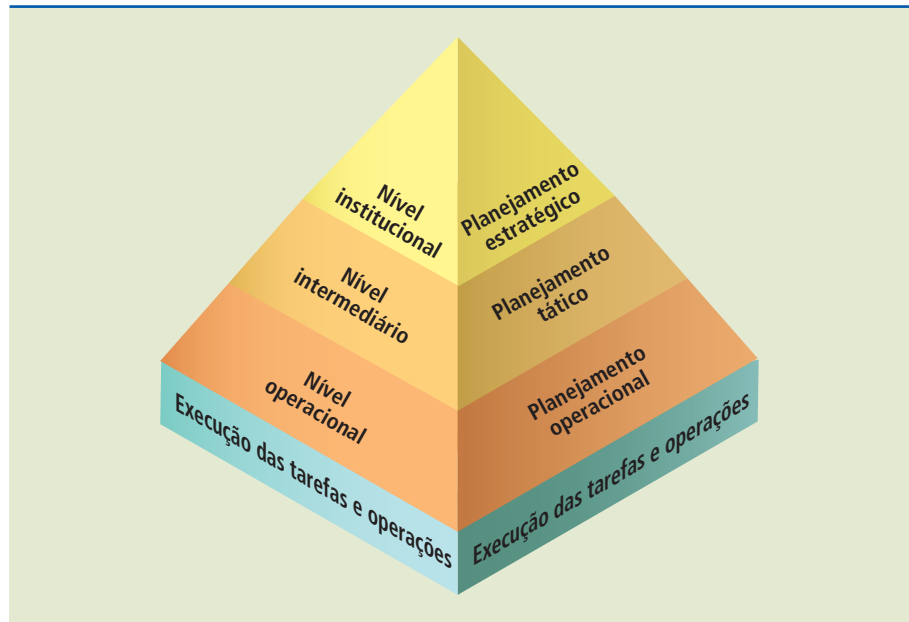 Nível
institucional
Planejamento
estratégico
Nível
intermediário
Planejamento
tático
Nível
operacional
Planejamento
operacional
Execução das tarefas e operações
Execução das tarefas e operações